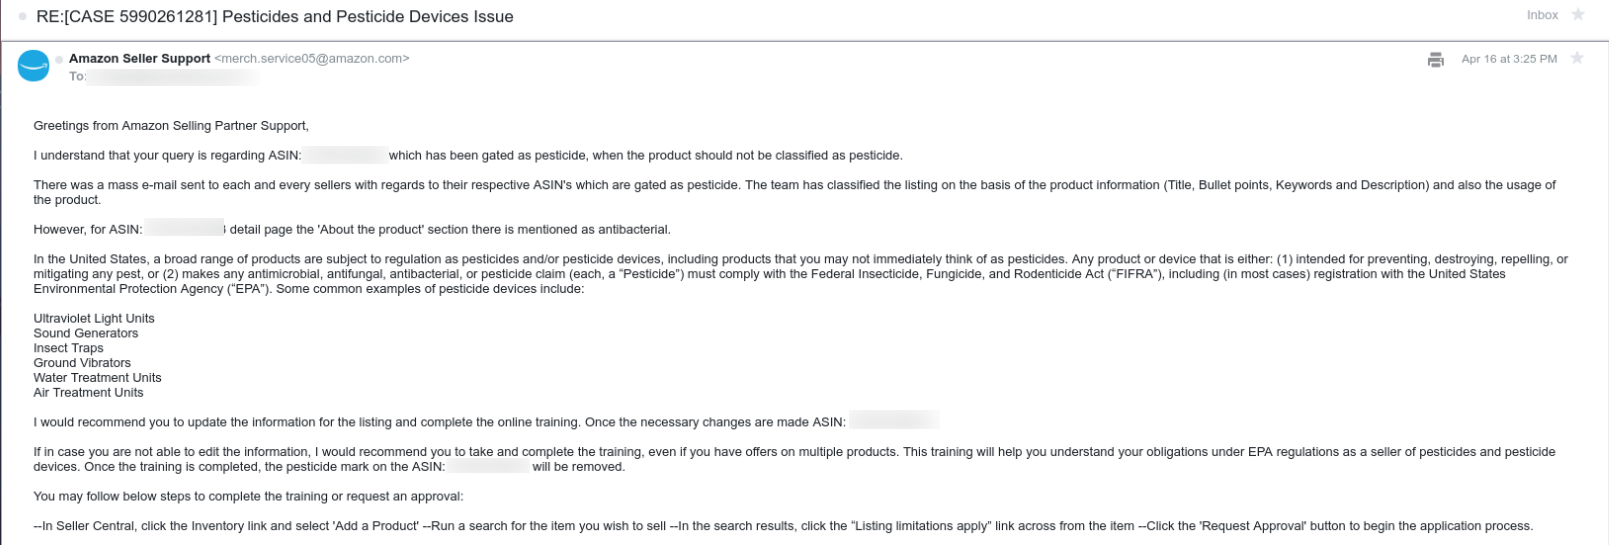 RE:[CASE 5990261281] Pesticides and Pesticide Devices Issue
Inbox
Amazon Seller Support <merch.service05@amazon.com>
Apr 16 at 3:25 PM
To:
Greetings from Amazon Selling Partner Support,
I understand that your query is regarding ASIN: which has been gated as pesticide, when the product should not be classified as pesticide.
There was a mass e-mail sent to each and every sellers with regards to their respective ASIN's which are gated as pesticide. The team has classified the listing on the basis of the product information (Title, Bullet points, Keywords and Description) and also the usage of
the product.
However, for ASIN: detail page the 'About the product' section there is mentioned as antibacterial.
In the United States, a broad range of products are subject to regulation as pesticides and/or pesticide devices, including products that you may not immediately think of as pesticides. Any product or device that is either: (1) intended for preventing, destroying, repelling, or
mitigating any pest, or (2) makes any antimicrobial, antifungal, antibacterial, or pesticide claim (each, a “Pesticide”) must comply with the Federal Insecticide, Fungicide, and Rodenticide Act (“FIFRA”), including (in most cases) registration with the United States
Environmental Protection Agency (“EPA”). Some common examples of pesticide devices include:
Ultraviolet Light Units
Sound Generators
Insect Traps
Ground Vibrators
Water Treatment Units
Air Treatment Units
I would recommend you to update the information for the listing and complete the online training. Once the necessary changes are made ASIN:
If in case you are not able to edit the information, I would recommend you to take and complete the training, even if you have offers on multiple products. This training will help you understand your obligations under EPA regulations as a seller of pesticides and pesticide
devices. Once the training is completed, the pesticide mark on the ASIN: will be removed.
You may follow below steps to complete the training or request an approval:
--In Seller Central, click the Inventory link and select 'Add a Product' --Run a search for the item you wish to sell --In the search results, click the “Listing limitations apply” link across from the item --Click the 'Request Approval' button to begin the application process.